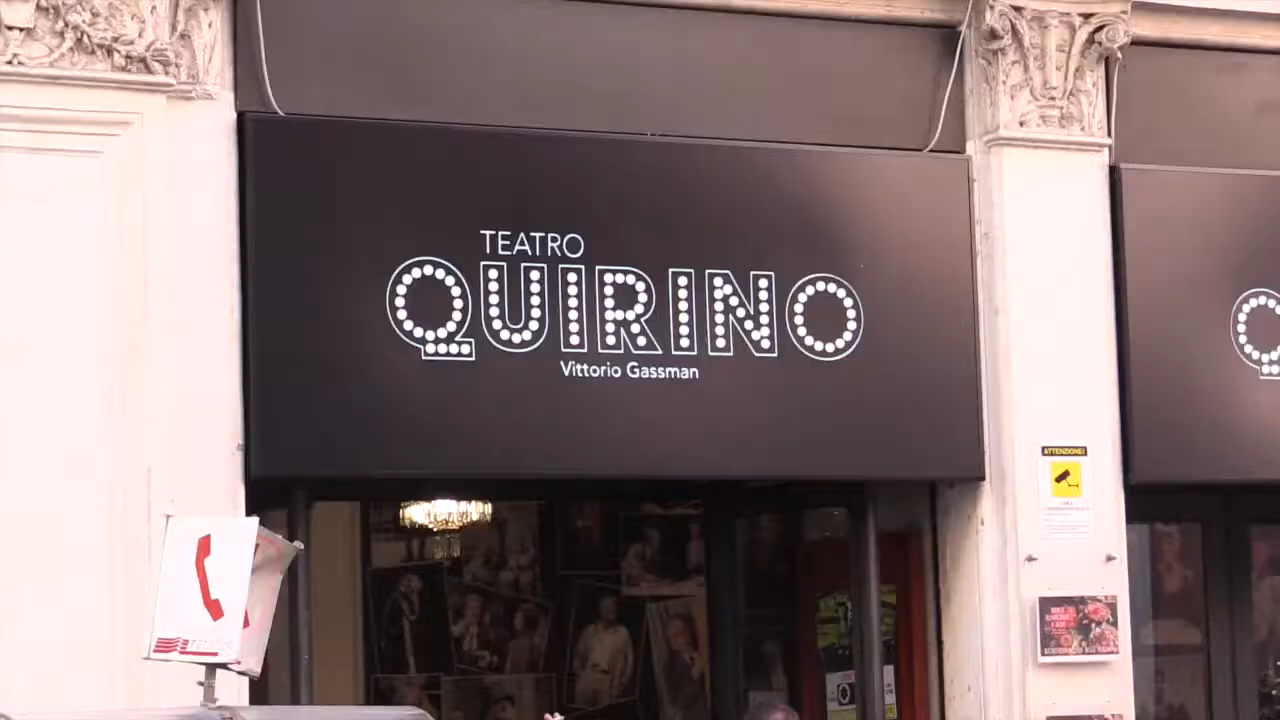 TEATRO
QUIRINO
Vittorio Gassman
ATTENZIONE!
Q